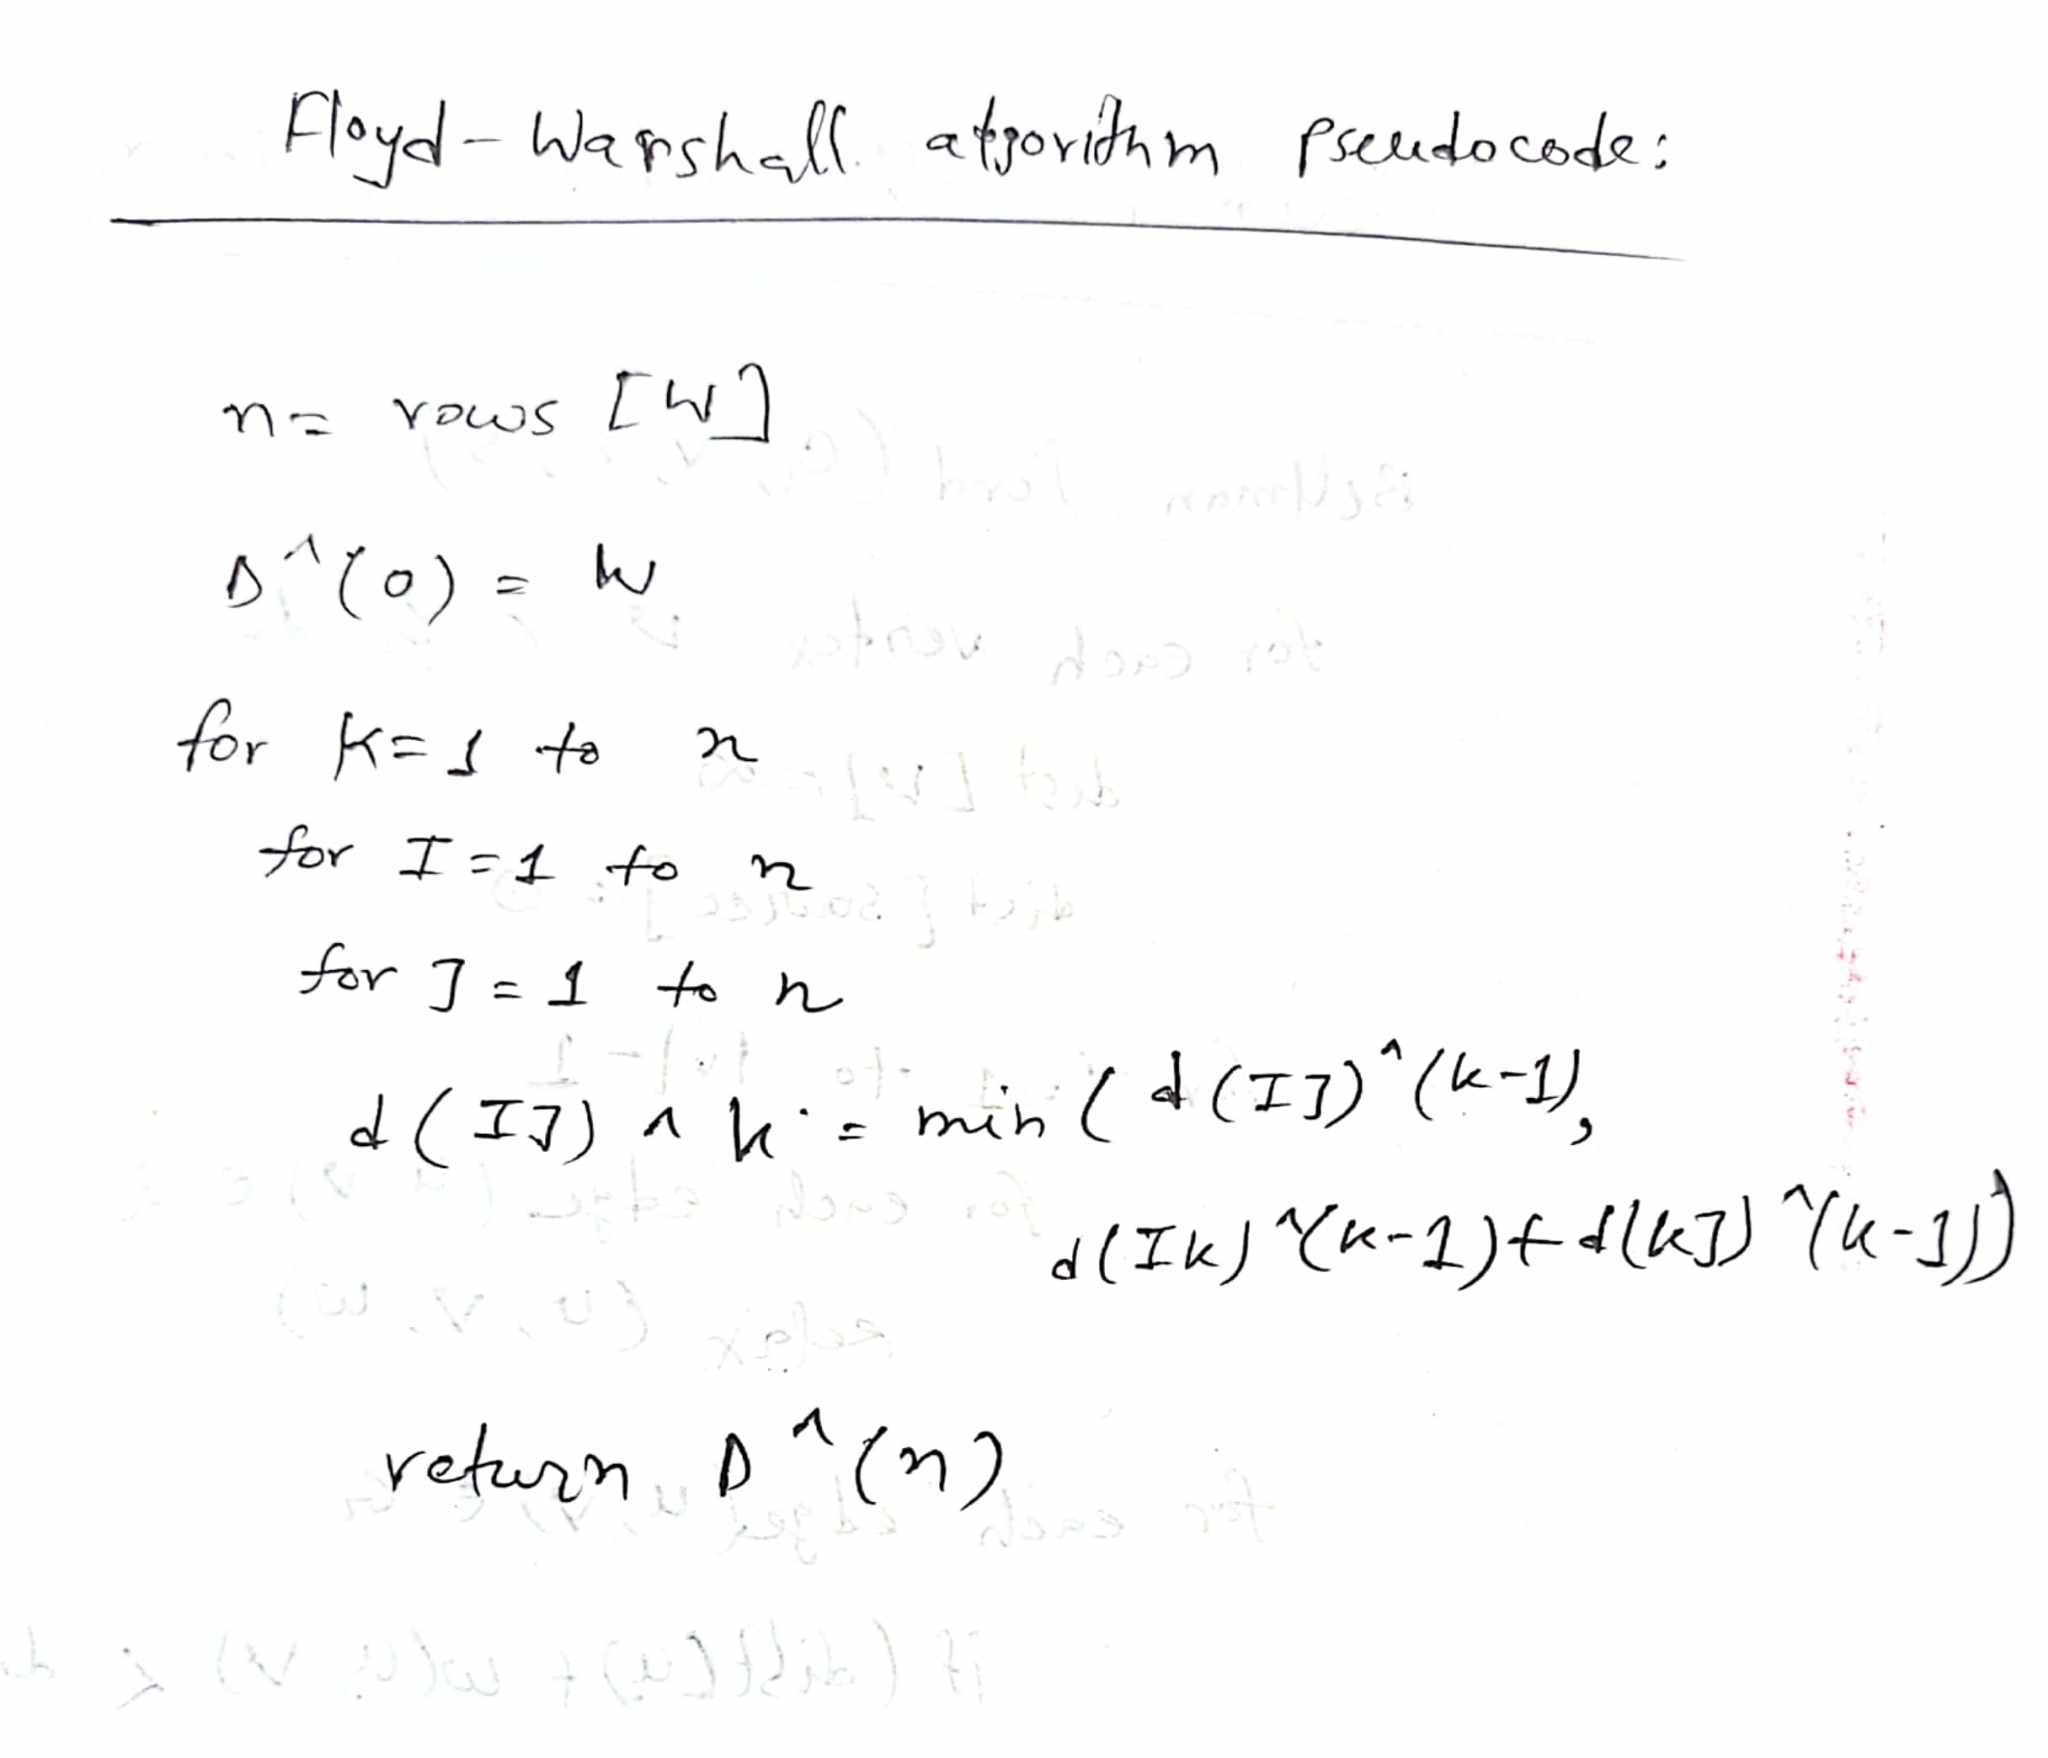 Floyd-Warshall algorithm pseudocode:
n= rows [W]
D^(0) = W
for K=1 to n
for I=1 to n
for J=1 to n
d(IJ)^k = min(d(IJ)^(k-1),
d(Ik)^(k-1)+d(kJ)^(k-1))
return D^(n)